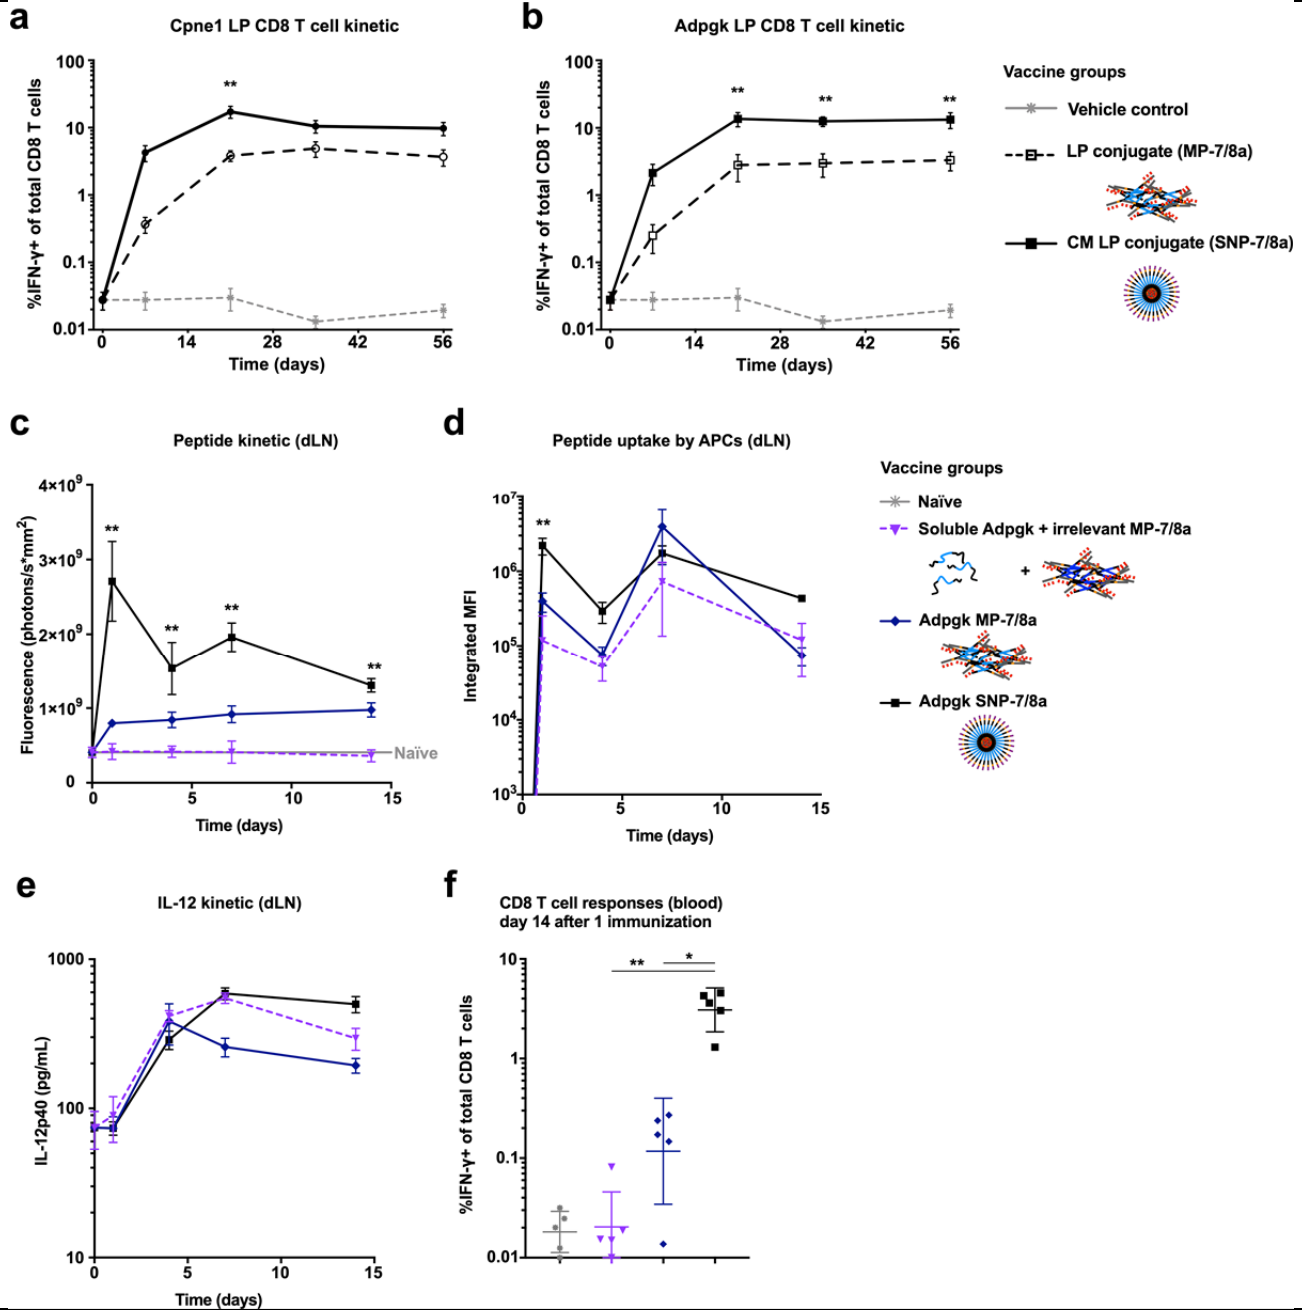 a
Cpne1 LP CD8 T cell kinetic
%IFN-γ+ of total CD8 T cells
100
10
1
0.1
0.01
**
0 14 28 42 56
Time (days)
b
Adpgk LP CD8 T cell kinetic
%IFN-γ+ of total CD8 T cells
100
10
1
0.1
0.01
** ** **
0 14 28 42 56
Time (days)
Vaccine groups
Vehicle control
LP conjugate (MP-7/8a)
CM LP conjugate (SNP-7/8a)
c
Peptide kinetic (dLN)
Fluorescence (photons/s*mm²)
4×10⁹
3×10⁹
2×10⁹
1×10⁹
0
** ** ** **
Naïve
0 5 10 15
Time (days)
d
Peptide uptake by APCs (dLN)
Integrated MFI
10⁷
10⁶
10⁵
10⁴
10³
**
0 5 10 15
Time (days)
Vaccine groups
Naïve
Soluble Adpgk + irrelevant MP-7/8a
+
Adpgk MP-7/8a
Adpgk SNP-7/8a
e
IL-12 kinetic (dLN)
IL-12p40 (pg/mL)
1000
100
10
0 5 10 15
Time (days)
f
CD8 T cell responses (blood)
day 14 after 1 immunization
%IFN-γ+ of total CD8 T cells
10
1
0.1
0.01
** *